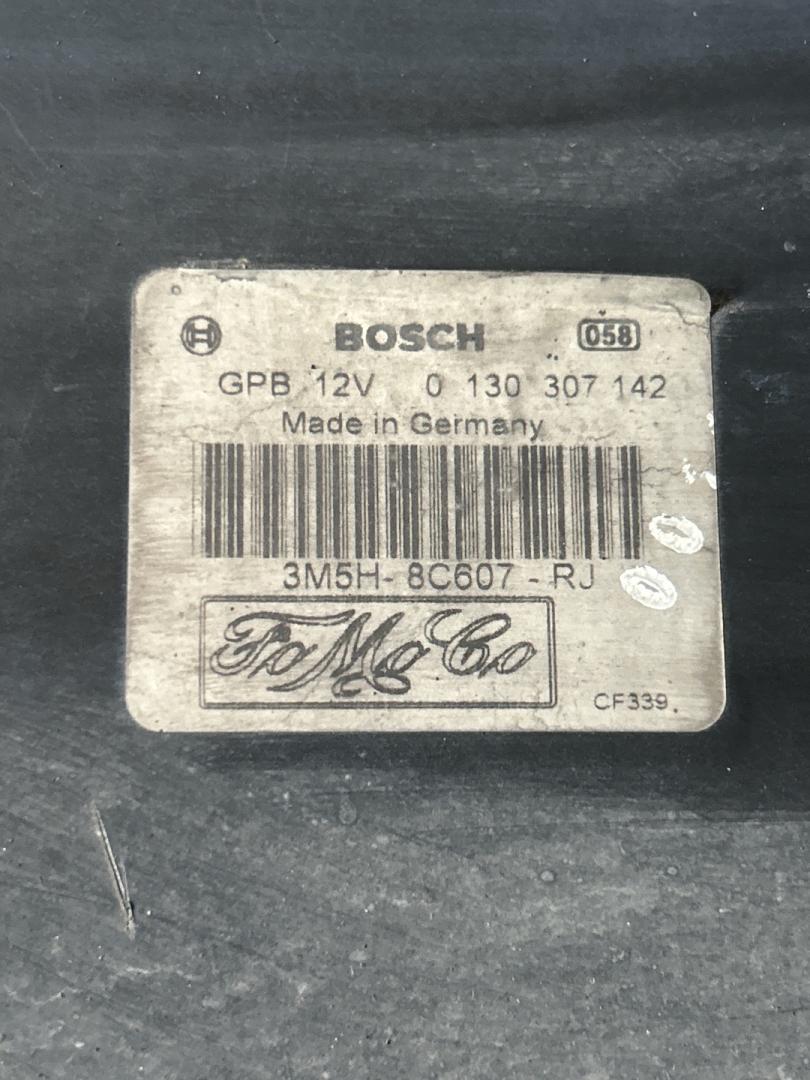 BOSCH 058
GPB 12V 0 130 307 142
Made in Germany
3M5H- 8C607 - RJ
FoMoCo
CF339